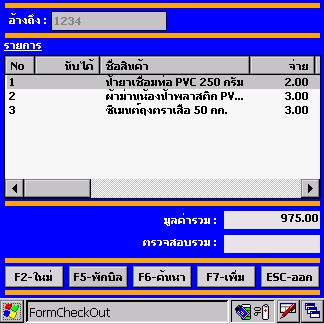 อ้างถึง : 1234
รายการ
No นับได้ ชื่อสินค้า จ่าย
1 น้ำยาเชื่อมท่อ PVC 250 กรัม 2.00
2 ผ้าม่านห้องน้ำพลาสติก PV... 3.00
3 ซีเมนต์ถุงตราเสือ 50 กก. 3.00
มูลค่ารวม : 975.00
ตรวจสอบรวม :
F2-ใหม่ F5-พักบิล F6-ค้นหา F7-เพิ่ม ESC-ออก
FormCheckOut